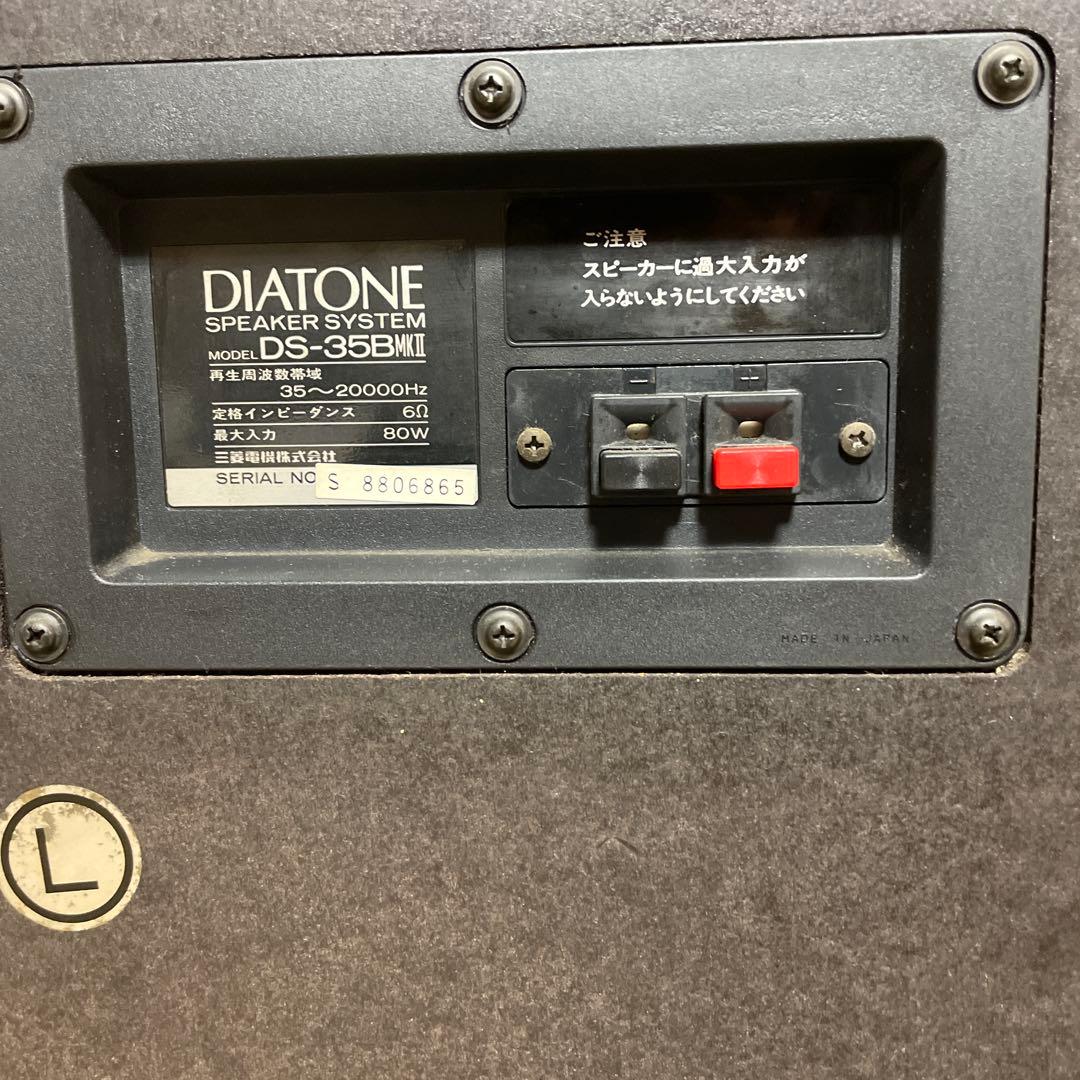 DIATONE
SPEAKER SYSTEM
MODEL DS-35BMKII
再生周波数帯域
35〜20000Hz
定格インピーダンス 6Ω
最大入力 80W
三菱電機株式会社
SERIAL NO
S 8806865
ご注意
スピーカーに過大入力が
入らないようにしてください
− +
MADE IN JAPAN
L